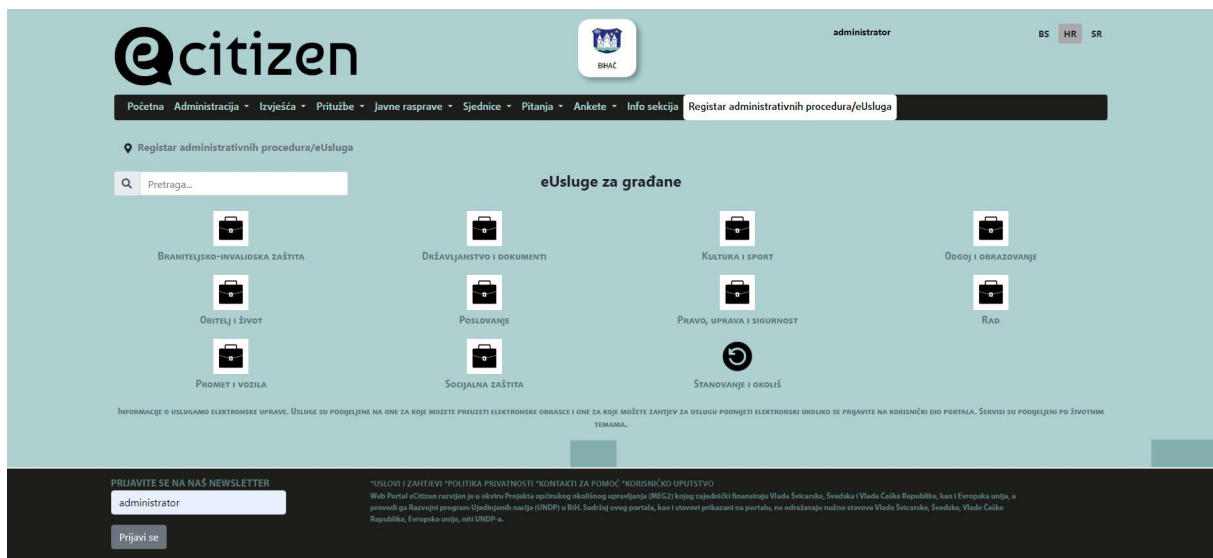 ecitizen
BIHAĆ
administrator
BS HR SR
Početna Administracija Izvješća Pritužbe Javne rasprave Sjednice Pitanja Ankete Info sekcija Registar administrativnih procedura/eUsluga
Registar administrativnih procedura/eUsluga
Pretraga...
eUsluge za građane
Braniteljsko-invalidska zaštita Državljanstvo i dokumenti Kultura i sport Odgoj i obrazovanje
Obitelj i život Poslovanje Pravo, uprava i sigurnost Rad
Promet i vozila Socijalna zaštita Stanovanje i okoliš
Informacije o uslugamo elektronske uprave. Usluge su podijeljene na one za koje mozete preuzeti elektronske obrasce i one za koje možete zahtjev za uslugu podnijeti elektronski ukoliko se prijavite na korisnički dio portala. Servisi su podijeljeni po životnim
temama.
PRIJAVITE SE NA NAŠ NEWSLETTER
administrator
Prijavi se
*USLOVI I ZAHTJEVI *POLITIKA PRIVATNOSTI *KONTAKTI ZA POMOĆ *KORISNIČKO UPUTSTVO
Web Portal eCitizen razvijen je u okviru Projekta općinskog okolišnog upravljanja (MEG2) kojeg zajednički finansiraju Vlada Švicarske, Švedska i Vlada Češke Republike, kao i Evropska unija, a
provodi ga Razvojni program Ujedinjenih nacija (UNDP) u BiH. Sadržaj ovog portala, kao i stavovi prikazani na portalu, ne odražavaju nužno stavove Vlade Švicarske, Švedske, Vlade Češke
Republike, Evropske unije, niti UNDP-a.